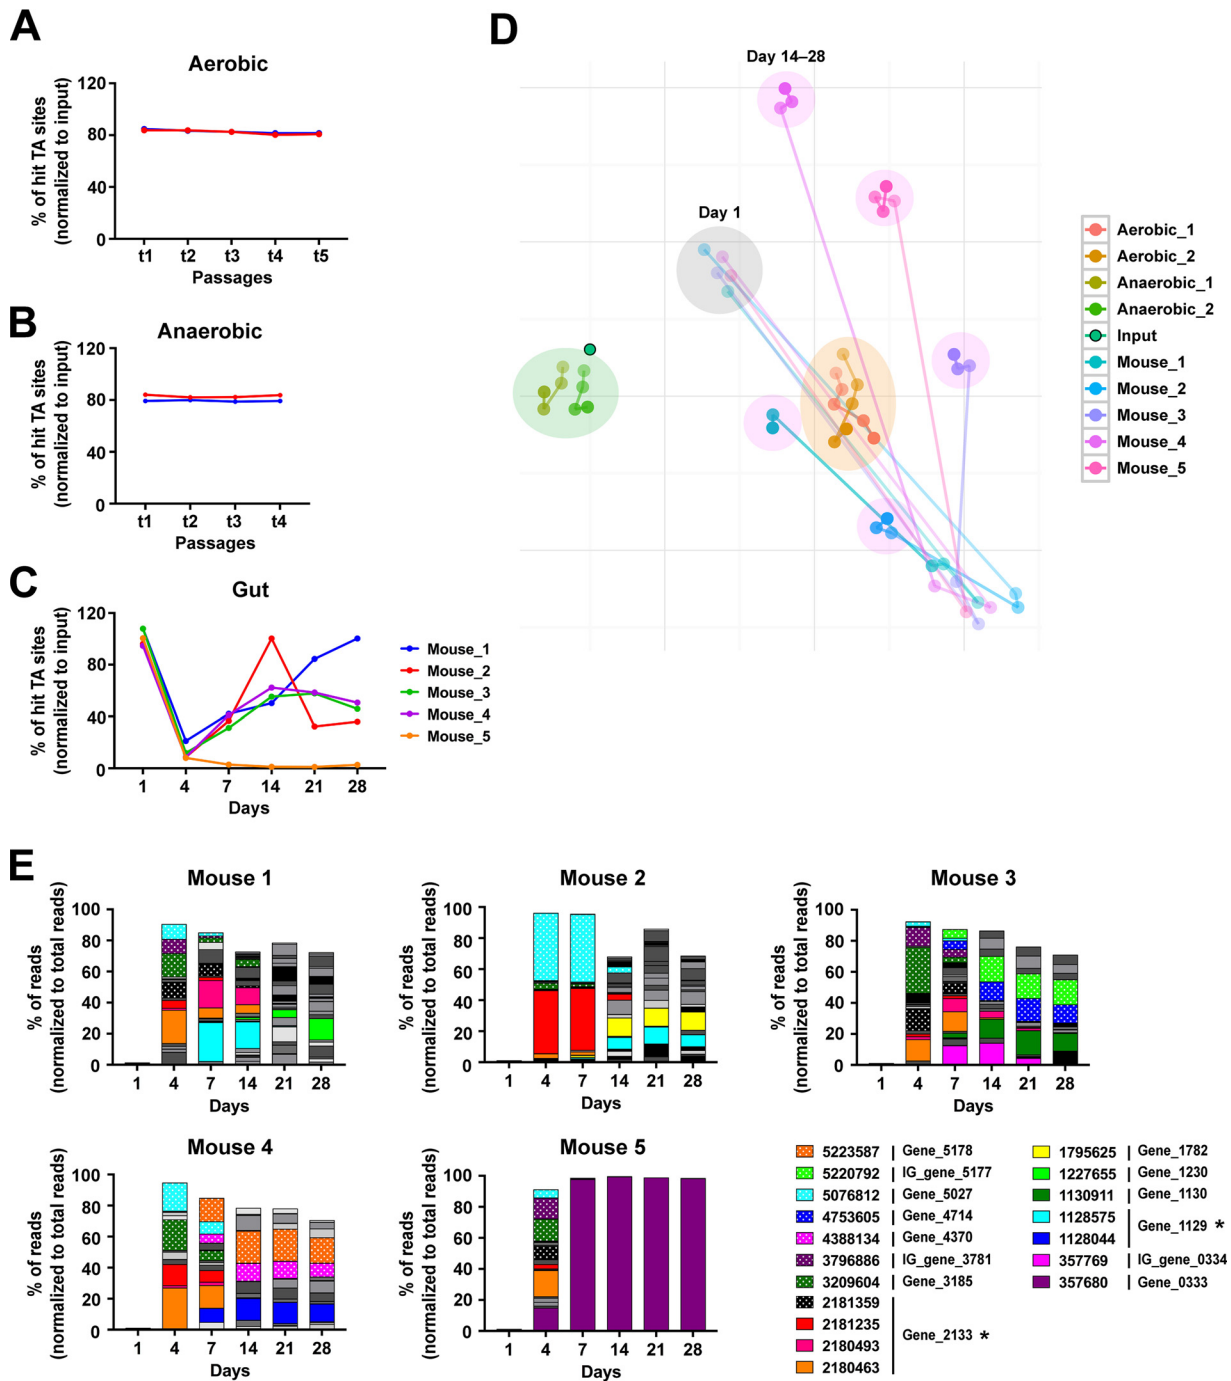 A
Aerobic
% of hit TA sites
(normalized to input)
120
80
40
0
t1 t2 t3 t4 t5
Passages
B
Anaerobic
% of hit TA sites
(normalized to input)
120
80
40
0
t1 t2 t3 t4
Passages
C
Gut
% of hit TA sites
(normalized to input)
120
80
40
0
1 4 7 14 21 28
Days
Mouse_1
Mouse_2
Mouse_3
Mouse_4
Mouse_5
D
Day 14–28
Day 1
Aerobic_1
Aerobic_2
Anaerobic_1
Anaerobic_2
Input
Mouse_1
Mouse_2
Mouse_3
Mouse_4
Mouse_5
E
Mouse 1
% of reads
(normalized to total reads)
100
80
60
40
20
0
1 4 7 14 21 28
Days
Mouse 2
% of reads
(normalized to total reads)
100
80
60
40
20
0
1 4 7 14 21 28
Days
Mouse 3
% of reads
(normalized to total reads)
100
80
60
40
20
0
1 4 7 14 21 28
Days
Mouse 4
% of reads
(normalized to total reads)
100
80
60
40
20
0
1 4 7 14 21 28
Days
Mouse 5
% of reads
(normalized to total reads)
100
80
60
40
20
0
1 4 7 14 21 28
Days
5223587 Gene_5178
5220792 IG_gene_5177
5076812 Gene_5027
4753605 Gene_4714
4388134 Gene_4370
3796886 IG_gene_3781
3209604 Gene_3185
2181359
2181235
Gene_2133 *
2180493
2180463
1795625 Gene_1782
1227655 Gene_1230
1130911 Gene_1130
1128575
Gene_1129 *
1128044
357769 IG_gene_0334
357680 Gene_0333